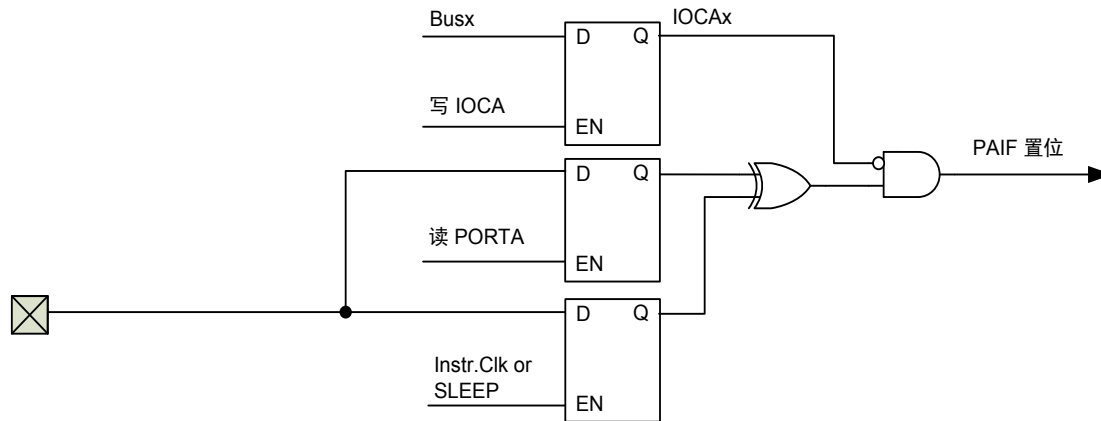 Busx
IOCAx
D Q
写 IOCA
EN
PAIF 置位
D Q
读 PORTA
EN
D Q
Instr.Clk or
SLEEP
EN